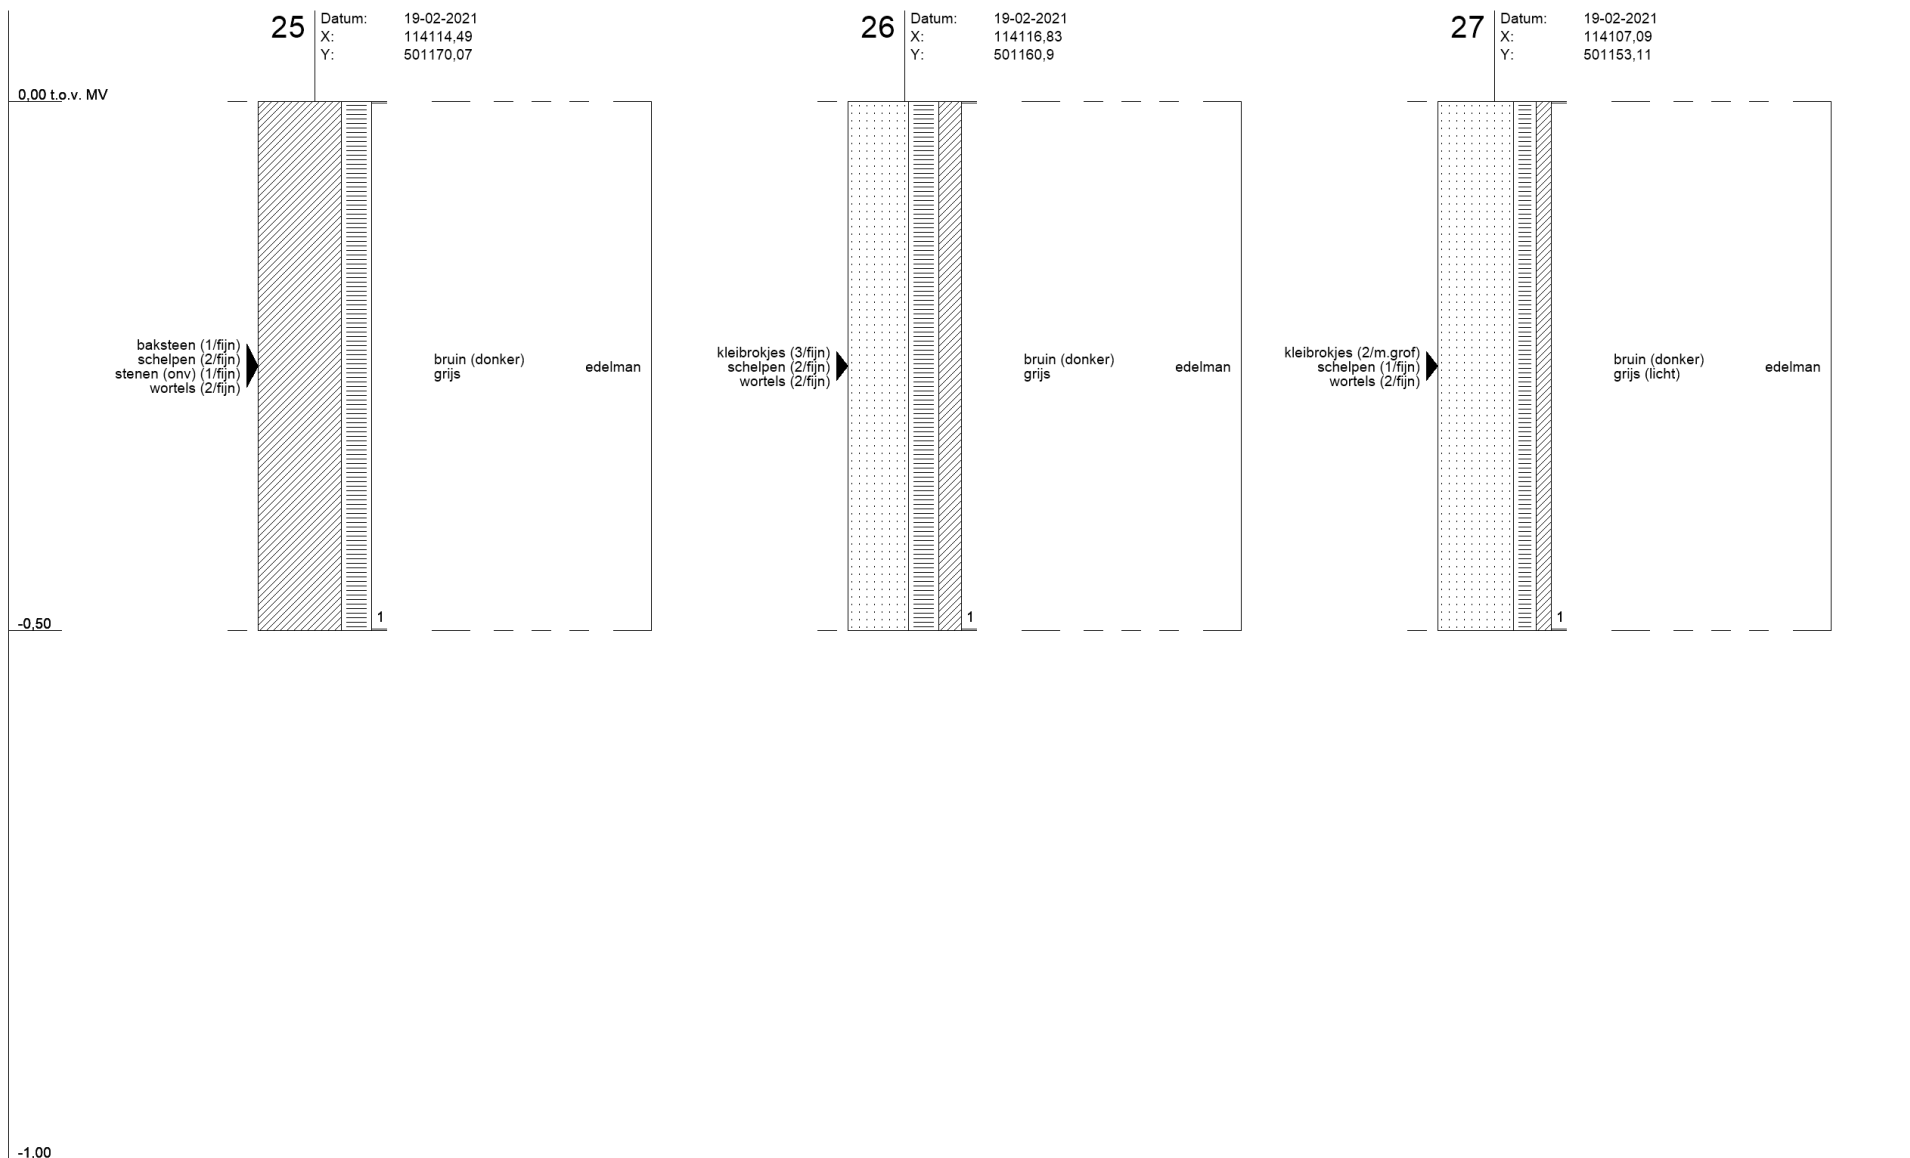 25
Datum: 19-02-2021
X: 114114,49
Y: 501170,07
26
Datum: 19-02-2021
X: 114116,83
Y: 501160,9
27
Datum: 19-02-2021
X: 114107,09
Y: 501153,11
0,00 t.o.v. MV
baksteen (1/fijn)
schelpen (2/fijn)
stenen (onv) (1/fijn)
wortels (2/fijn)
bruin (donker)
grijs
edelman
1
kleibrokjes (3/fijn)
schelpen (2/fijn)
wortels (2/fijn)
bruin (donker)
grijs
edelman
1
kleibrokjes (2/m.grof)
schelpen (1/fijn)
wortels (2/fijn)
bruin (donker)
grijs (licht)
edelman
1
-0,50
-1,00